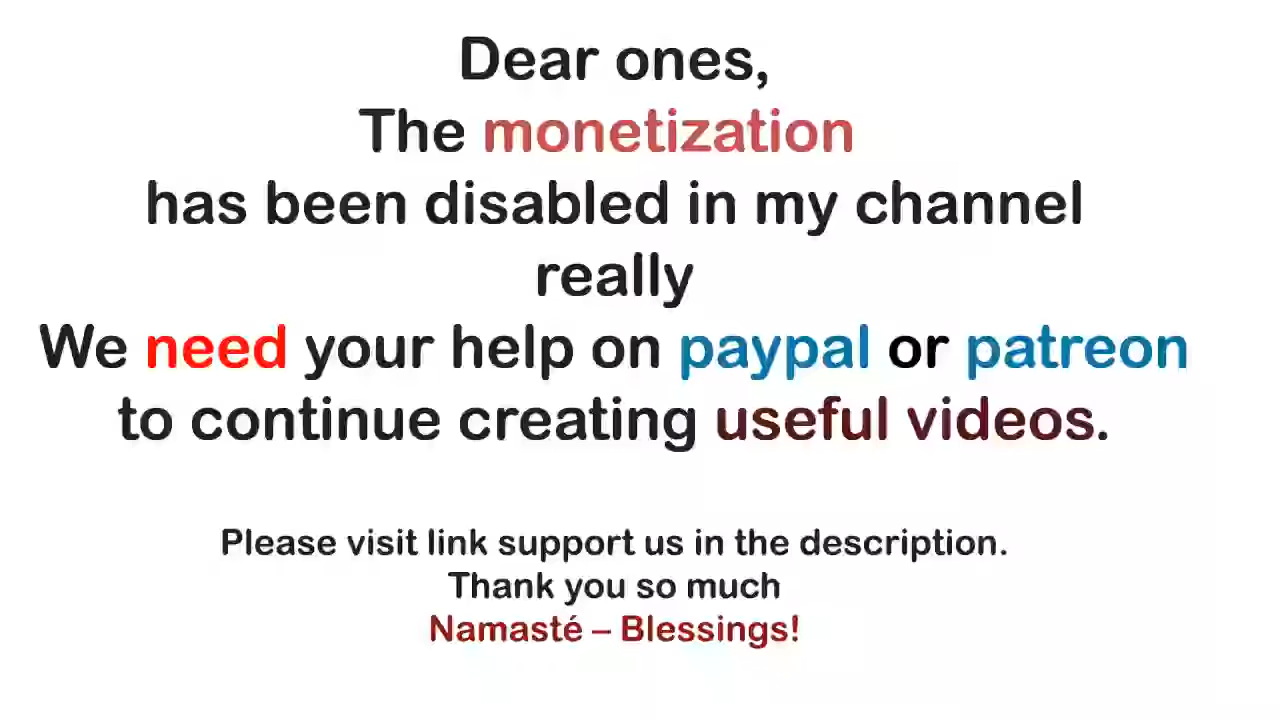 Dear ones,
The monetization
has been disabled in my channel
really
We need your help on paypal or patreon
to continue creating useful videos.
Please visit link support us in the description.
Thank you so much
Namasté – Blessings!